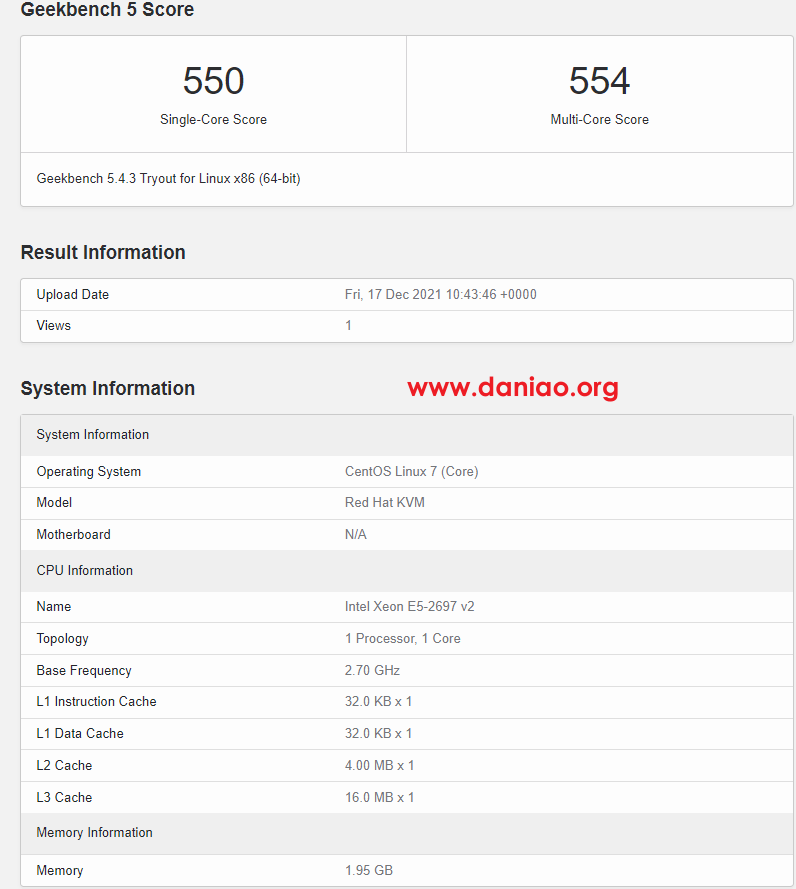 Geekbench 5 Score
550 554
Single-Core Score Multi-Core Score
Geekbench 5.4.3 Tryout for Linux x86 (64-bit)
Result Information
Upload Date Fri, 17 Dec 2021 10:43:46 +0000
Views 1
System Information www.daniao.org
System Information
Operating System CentOS Linux 7 (Core)
Model Red Hat KVM
Motherboard N/A
CPU Information
Name Intel Xeon E5-2697 v2
Topology 1 Processor, 1 Core
Base Frequency 2.70 GHz
L1 Instruction Cache 32.0 KB x 1
L1 Data Cache 32.0 KB x 1
L2 Cache 4.00 MB x 1
L3 Cache 16.0 MB x 1
Memory Information
Memory 1.95 GB